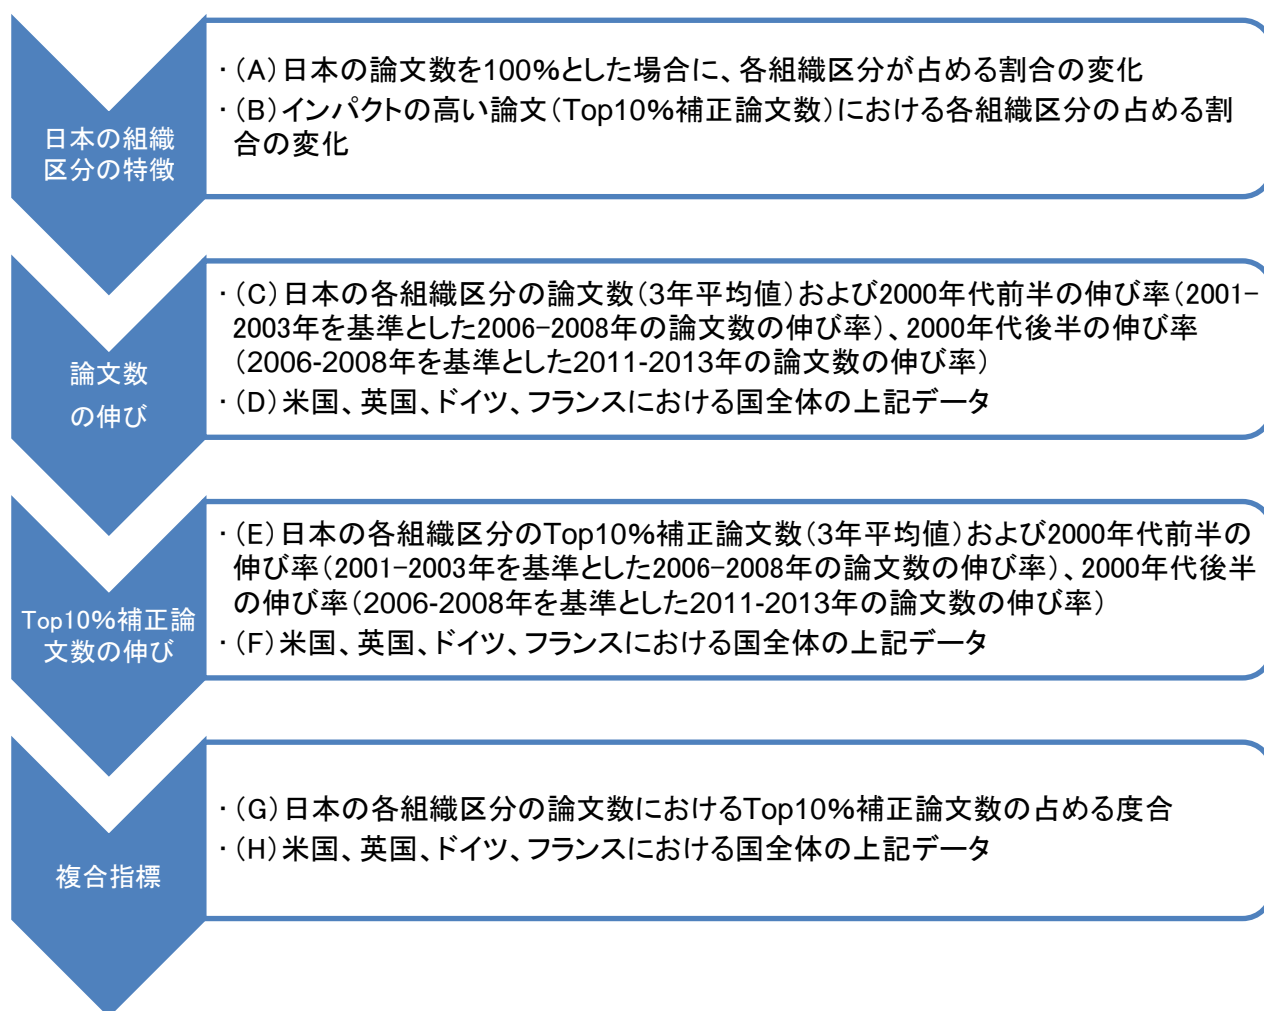 日本の組織
区分の特徴
・(A)日本の論文数を100%とした場合に、各組織区分が占める割合の変化
・(B)インパクトの高い論文(Top10%補正論文数)における各組織区分の占める割
合の変化
論文数
の伸び
・(C)日本の各組織区分の論文数(3年平均値)および2000年代前半の伸び率(2001-
2003年を基準とした2006-2008年の論文数の伸び率)、2000年代後半の伸び率
(2006-2008年を基準とした2011-2013年の論文数の伸び率)
・(D)米国、英国、ドイツ、フランスにおける国全体の上記データ
Top10%補正論
文数の伸び
・(E)日本の各組織区分のTop10%補正論文数(3年平均値)および2000年代前半の
伸び率(2001-2003年を基準とした2006-2008年の論文数の伸び率)、2000年代後半
の伸び率(2006-2008年を基準とした2011-2013年の論文数の伸び率)
・(F)米国、英国、ドイツ、フランスにおける国全体の上記データ
複合指標
・(G)日本の各組織区分の論文数におけるTop10%補正論文数の占める度合
・(H)米国、英国、ドイツ、フランスにおける国全体の上記データ